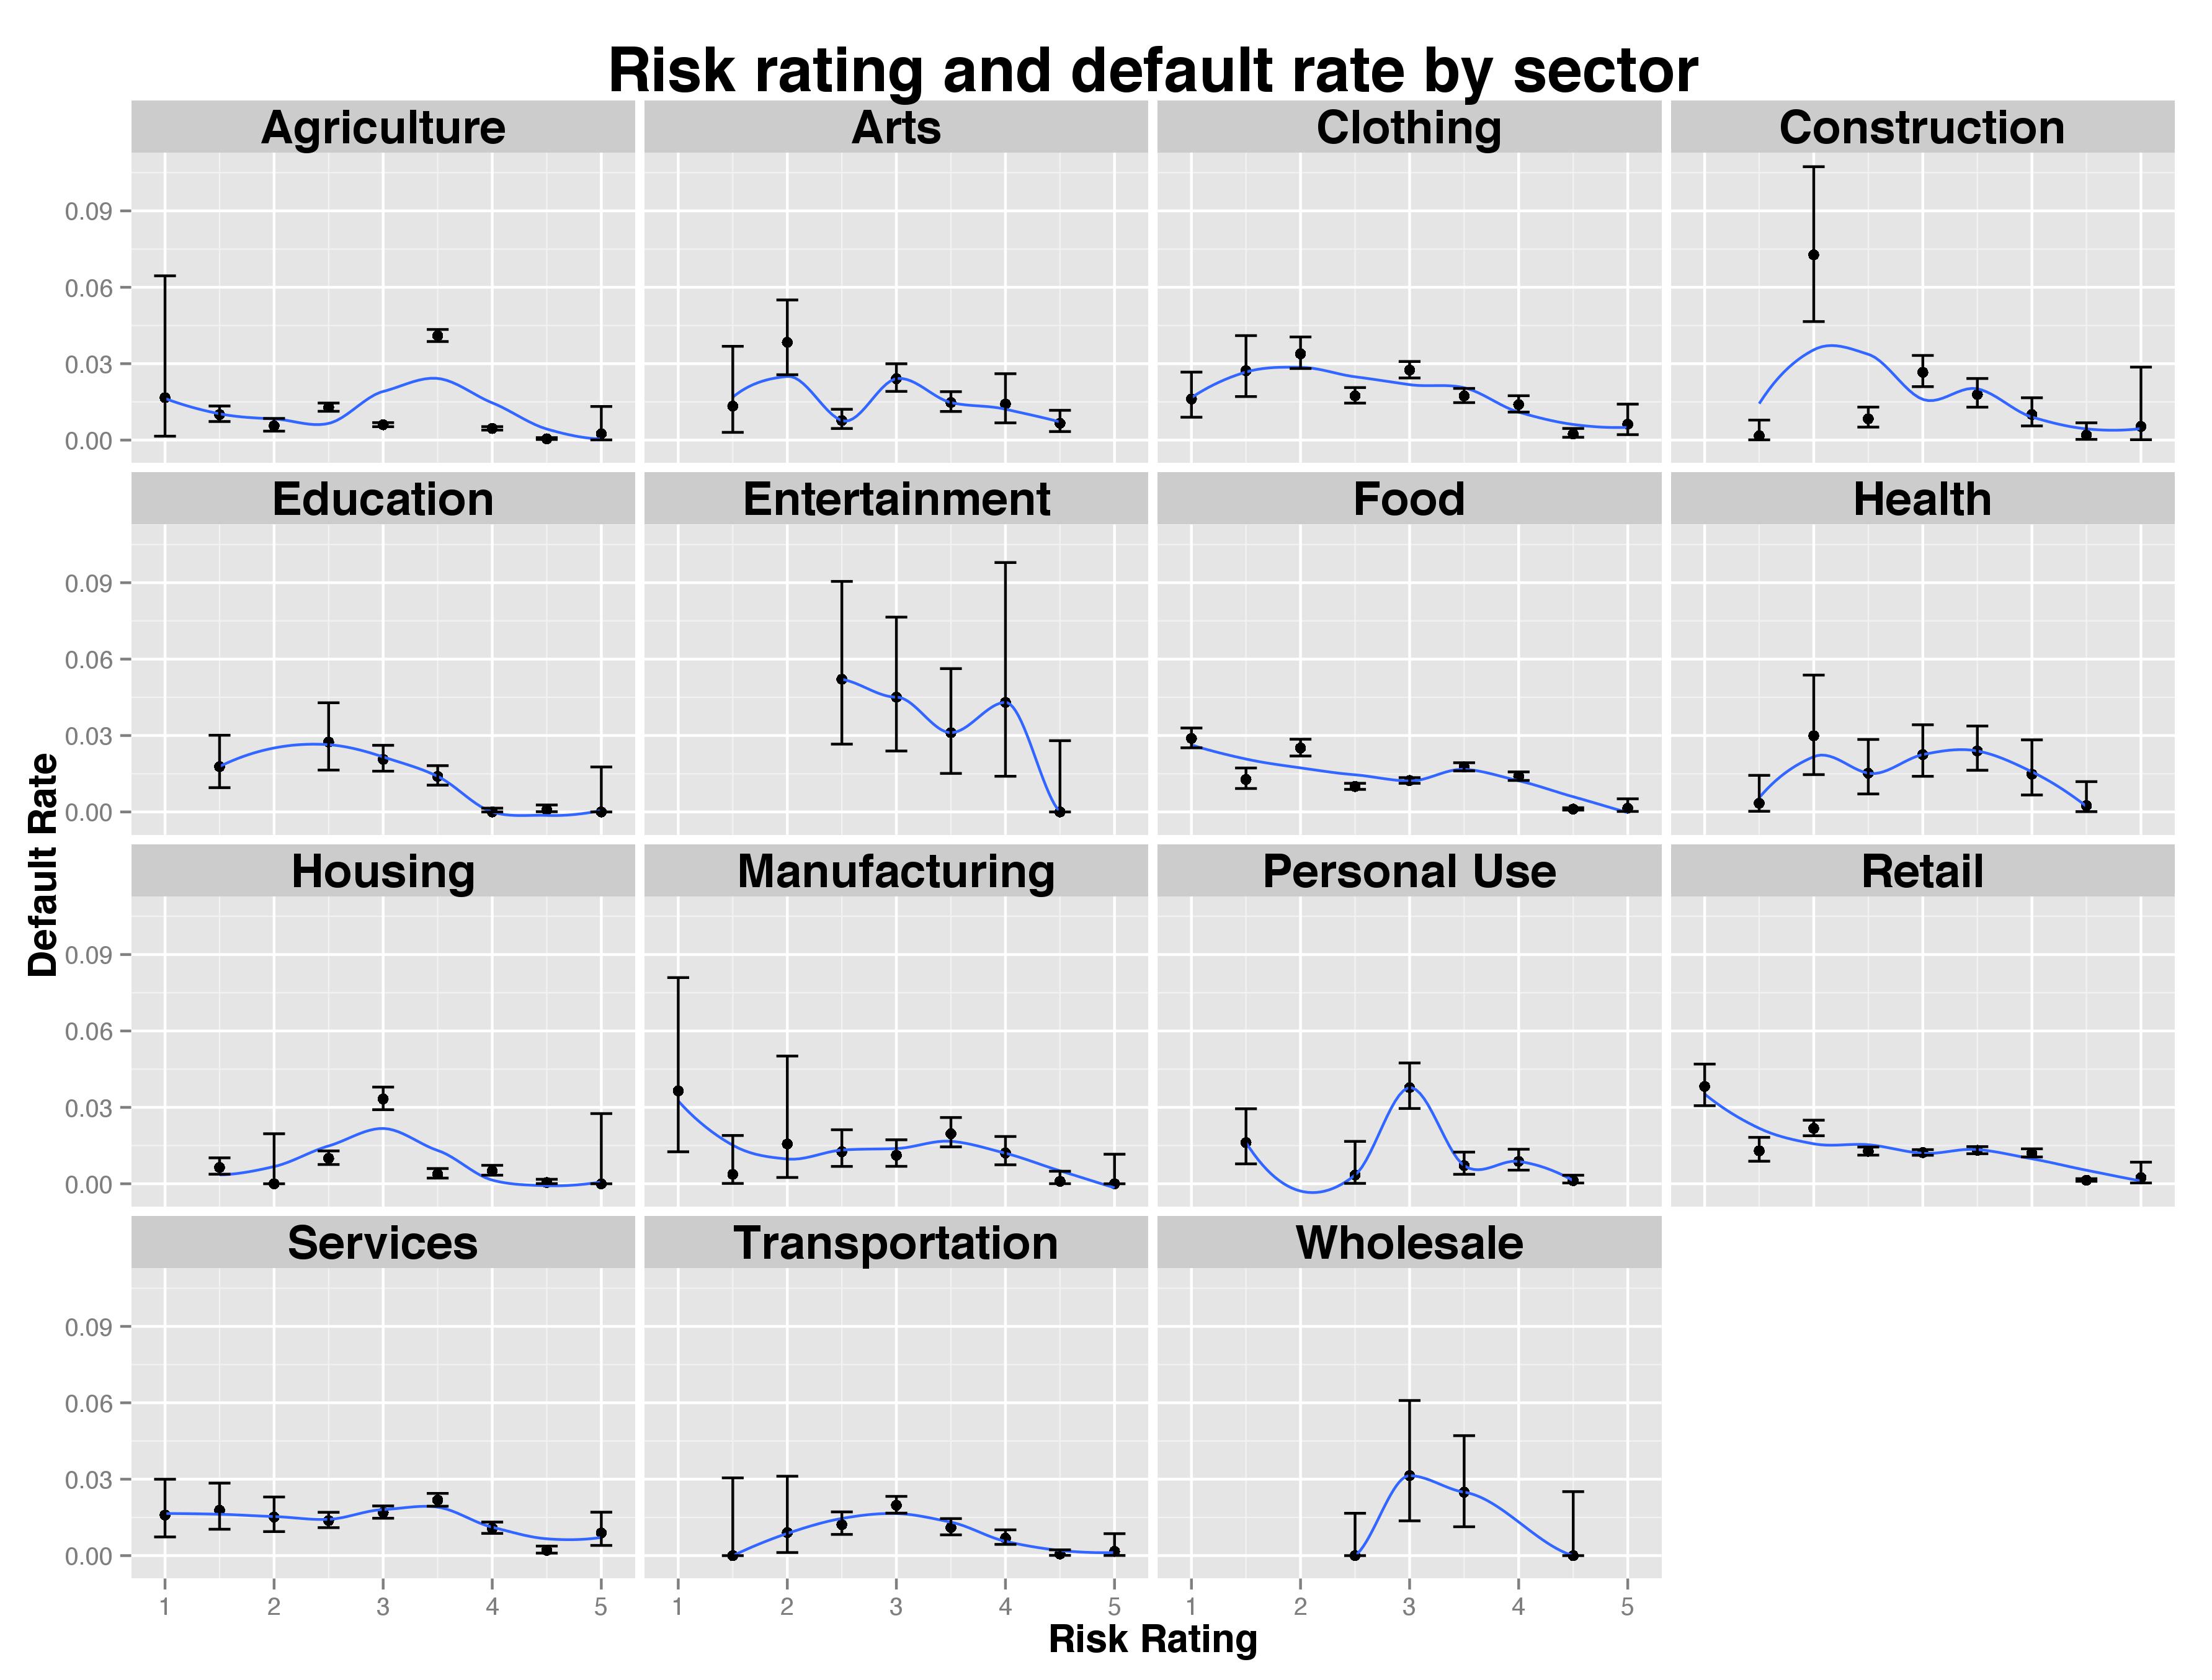 Risk rating and default rate by sector
Agriculture Arts Clothing Construction
0.09
0.06
0.03
0.00
Education Entertainment Food Health
0.09
0.06
0.03
0.00
Housing Manufacturing Personal Use Retail
0.09
0.06
0.03
0.00
Services Transportation Wholesale
0.09
0.06
0.03
0.00
1 2 3 4 5 1 2 3 4 5 1 2 3 4 5
Default Rate
Risk Rating